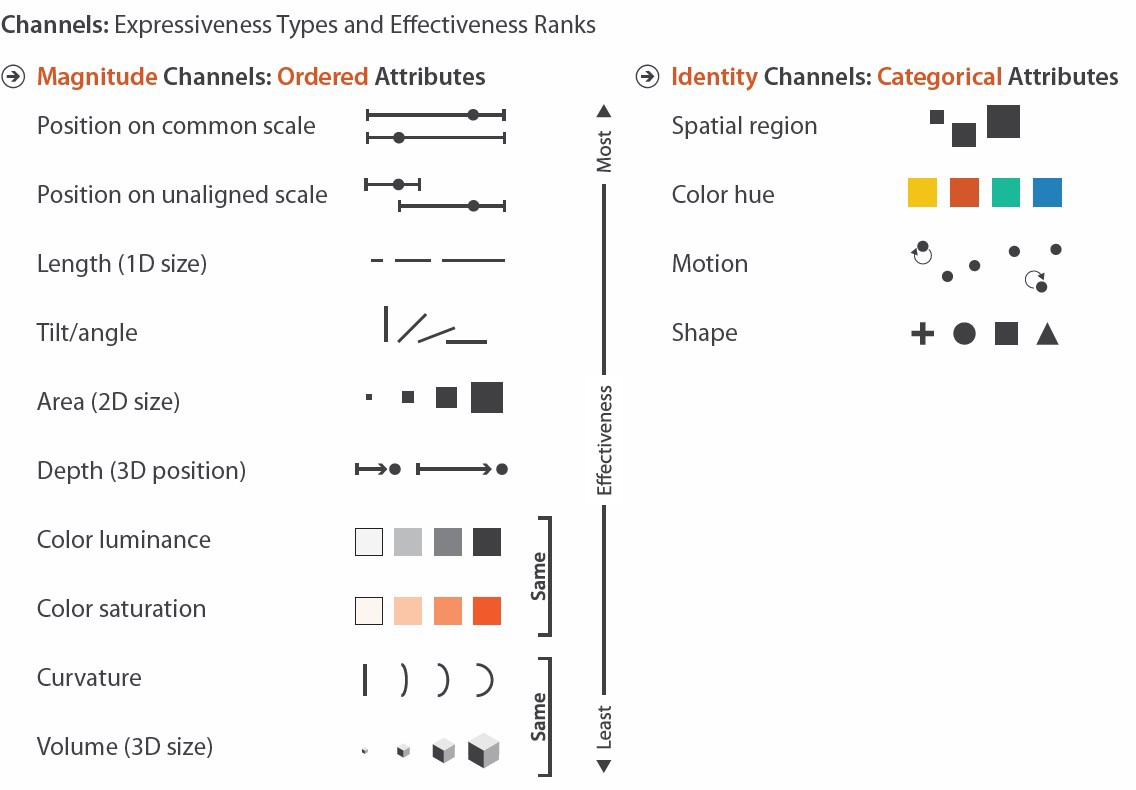 Channels: Expressiveness Types and Effectiveness Ranks
Magnitude Channels: Ordered Attributes
Position on common scale
Position on unaligned scale
Length (1D size)
Tilt/angle
Area (2D size)
Depth (3D position)
Color luminance
Color saturation
Curvature
Volume (3D size)
Same
Same
Most
Effectiveness
Least
Identity Channels: Categorical Attributes
Spatial region
Color hue
Motion
Shape